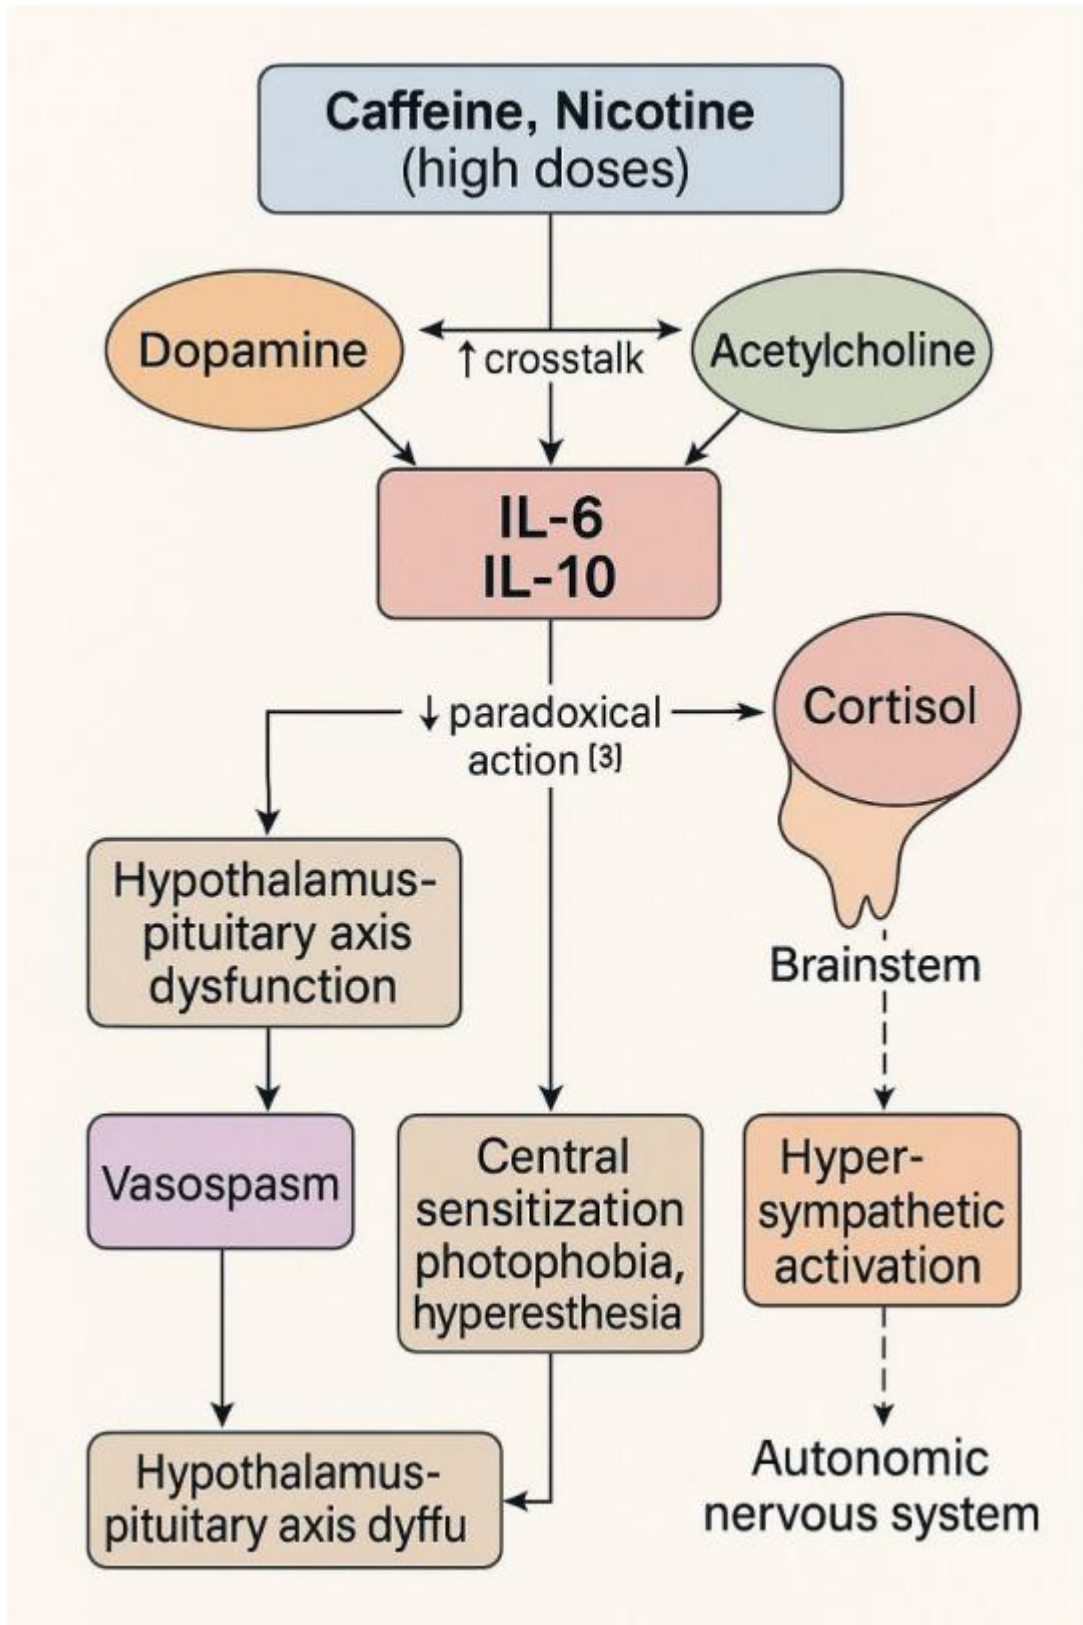 Caffeine, Nicotine
(high doses)
Dopamine
↑ crosstalk
Acetylcholine
IL-6
IL-10
↓ paradoxical
action [3]
Cortisol
Hypothalamus-
pituitary axis
dysfunction
Brainstem
Vasospasm
Central
sensitization
photophobia,
hyperesthesia
Hyper-
sympathetic
activation
Hypothalamus-
pituitary axis dyffu
Autonomic
nervous system